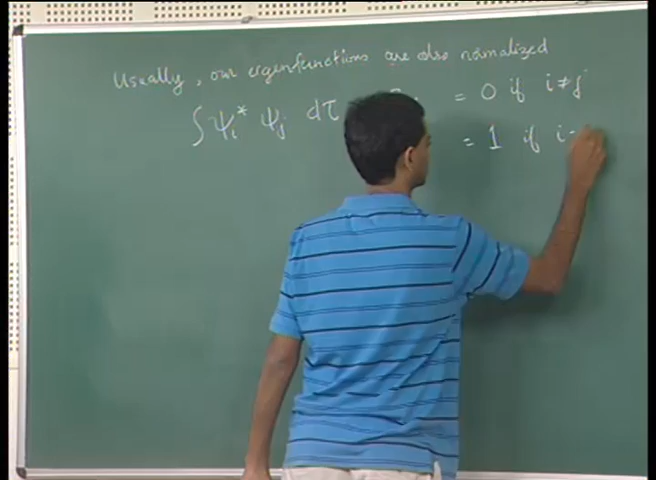 Usually, our eigenfunctions are also normalized
∫ψi* ψj dτ = 0 if i≠j
= 1 if i=